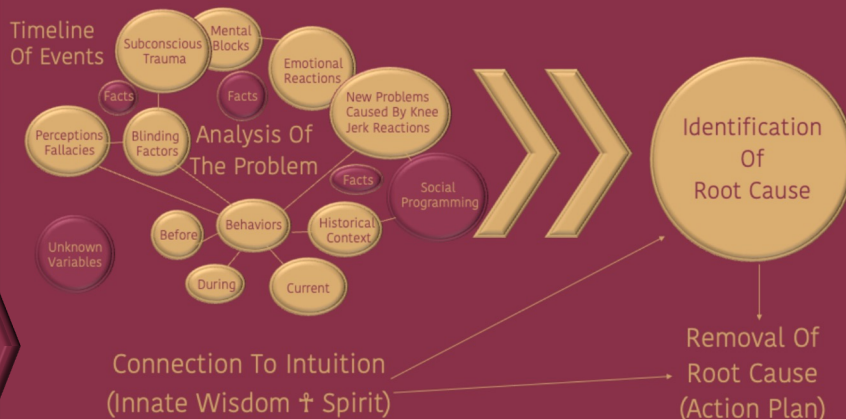 Timeline
Of Events
Subconscious
Trauma
Mental
Blocks
Emotional
Reactions
New Problems
Caused By Knee
Jerk Reactions
Facts
Facts
Perceptions
Fallacies
Blinding
Factors
Analysis Of
The Problem
Facts
Social
Programming
Behaviors
Historical
Context
Before
During
Current
Unknown
Variables
Identification
Of
Root Cause
Connection To Intuition
(Innate Wisdom ☥ Spirit)
Removal Of
Root Cause
(Action Plan)